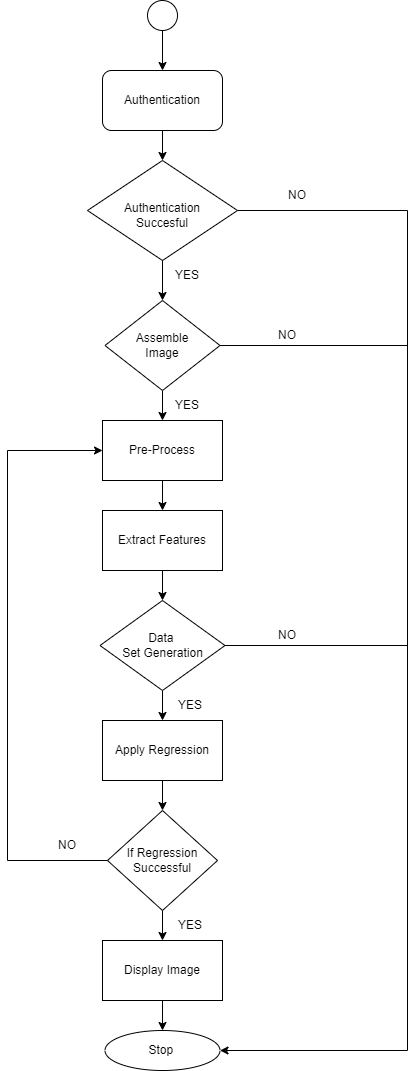 Authentication
NO
Authentication
Succesful
YES
NO
Assemble
Image
YES
Pre-Process
Extract Features
NO
Data
Set Generation
YES
Apply Regression
NO
If Regression
Successful
YES
Display Image
Stop